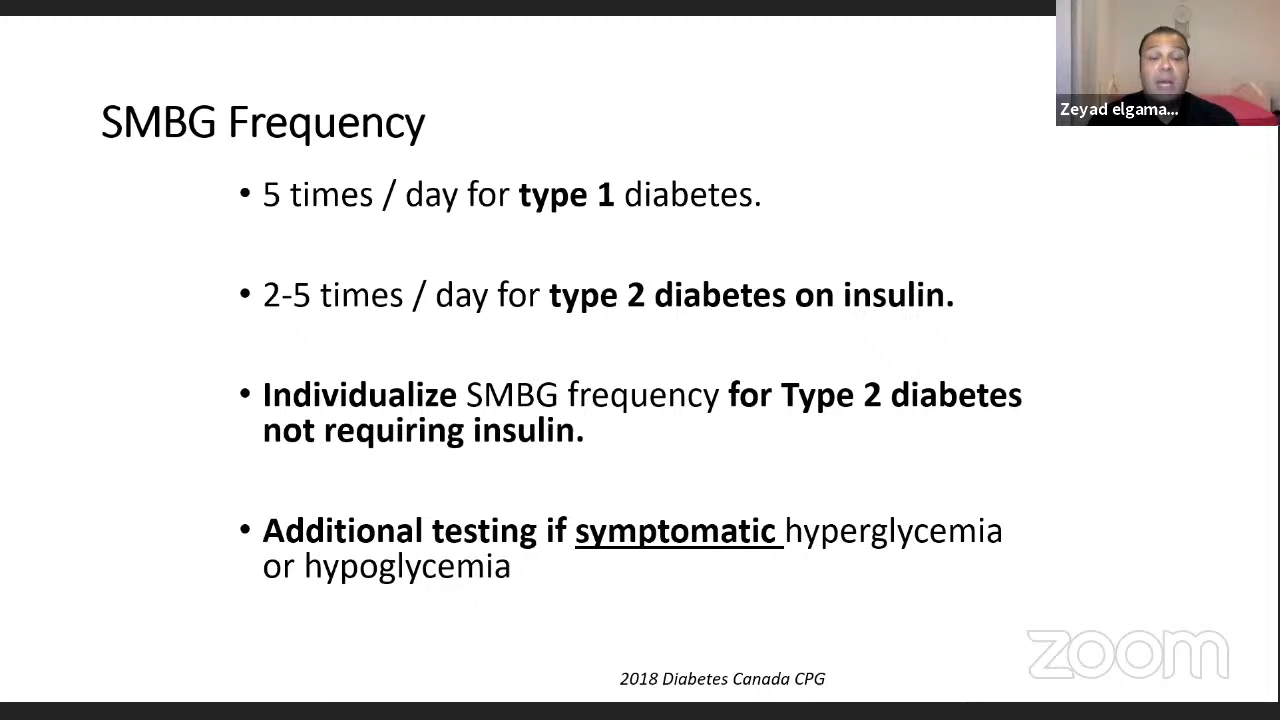 SMBG Frequency
• 5 times / day for type 1 diabetes.
• 2-5 times / day for type 2 diabetes on insulin.
• Individualize SMBG frequency for Type 2 diabetes
not requiring insulin.
• Additional testing if symptomatic hyperglycemia
or hypoglycemia
2018 Diabetes Canada CPG
Zeyad elgama...
zoom